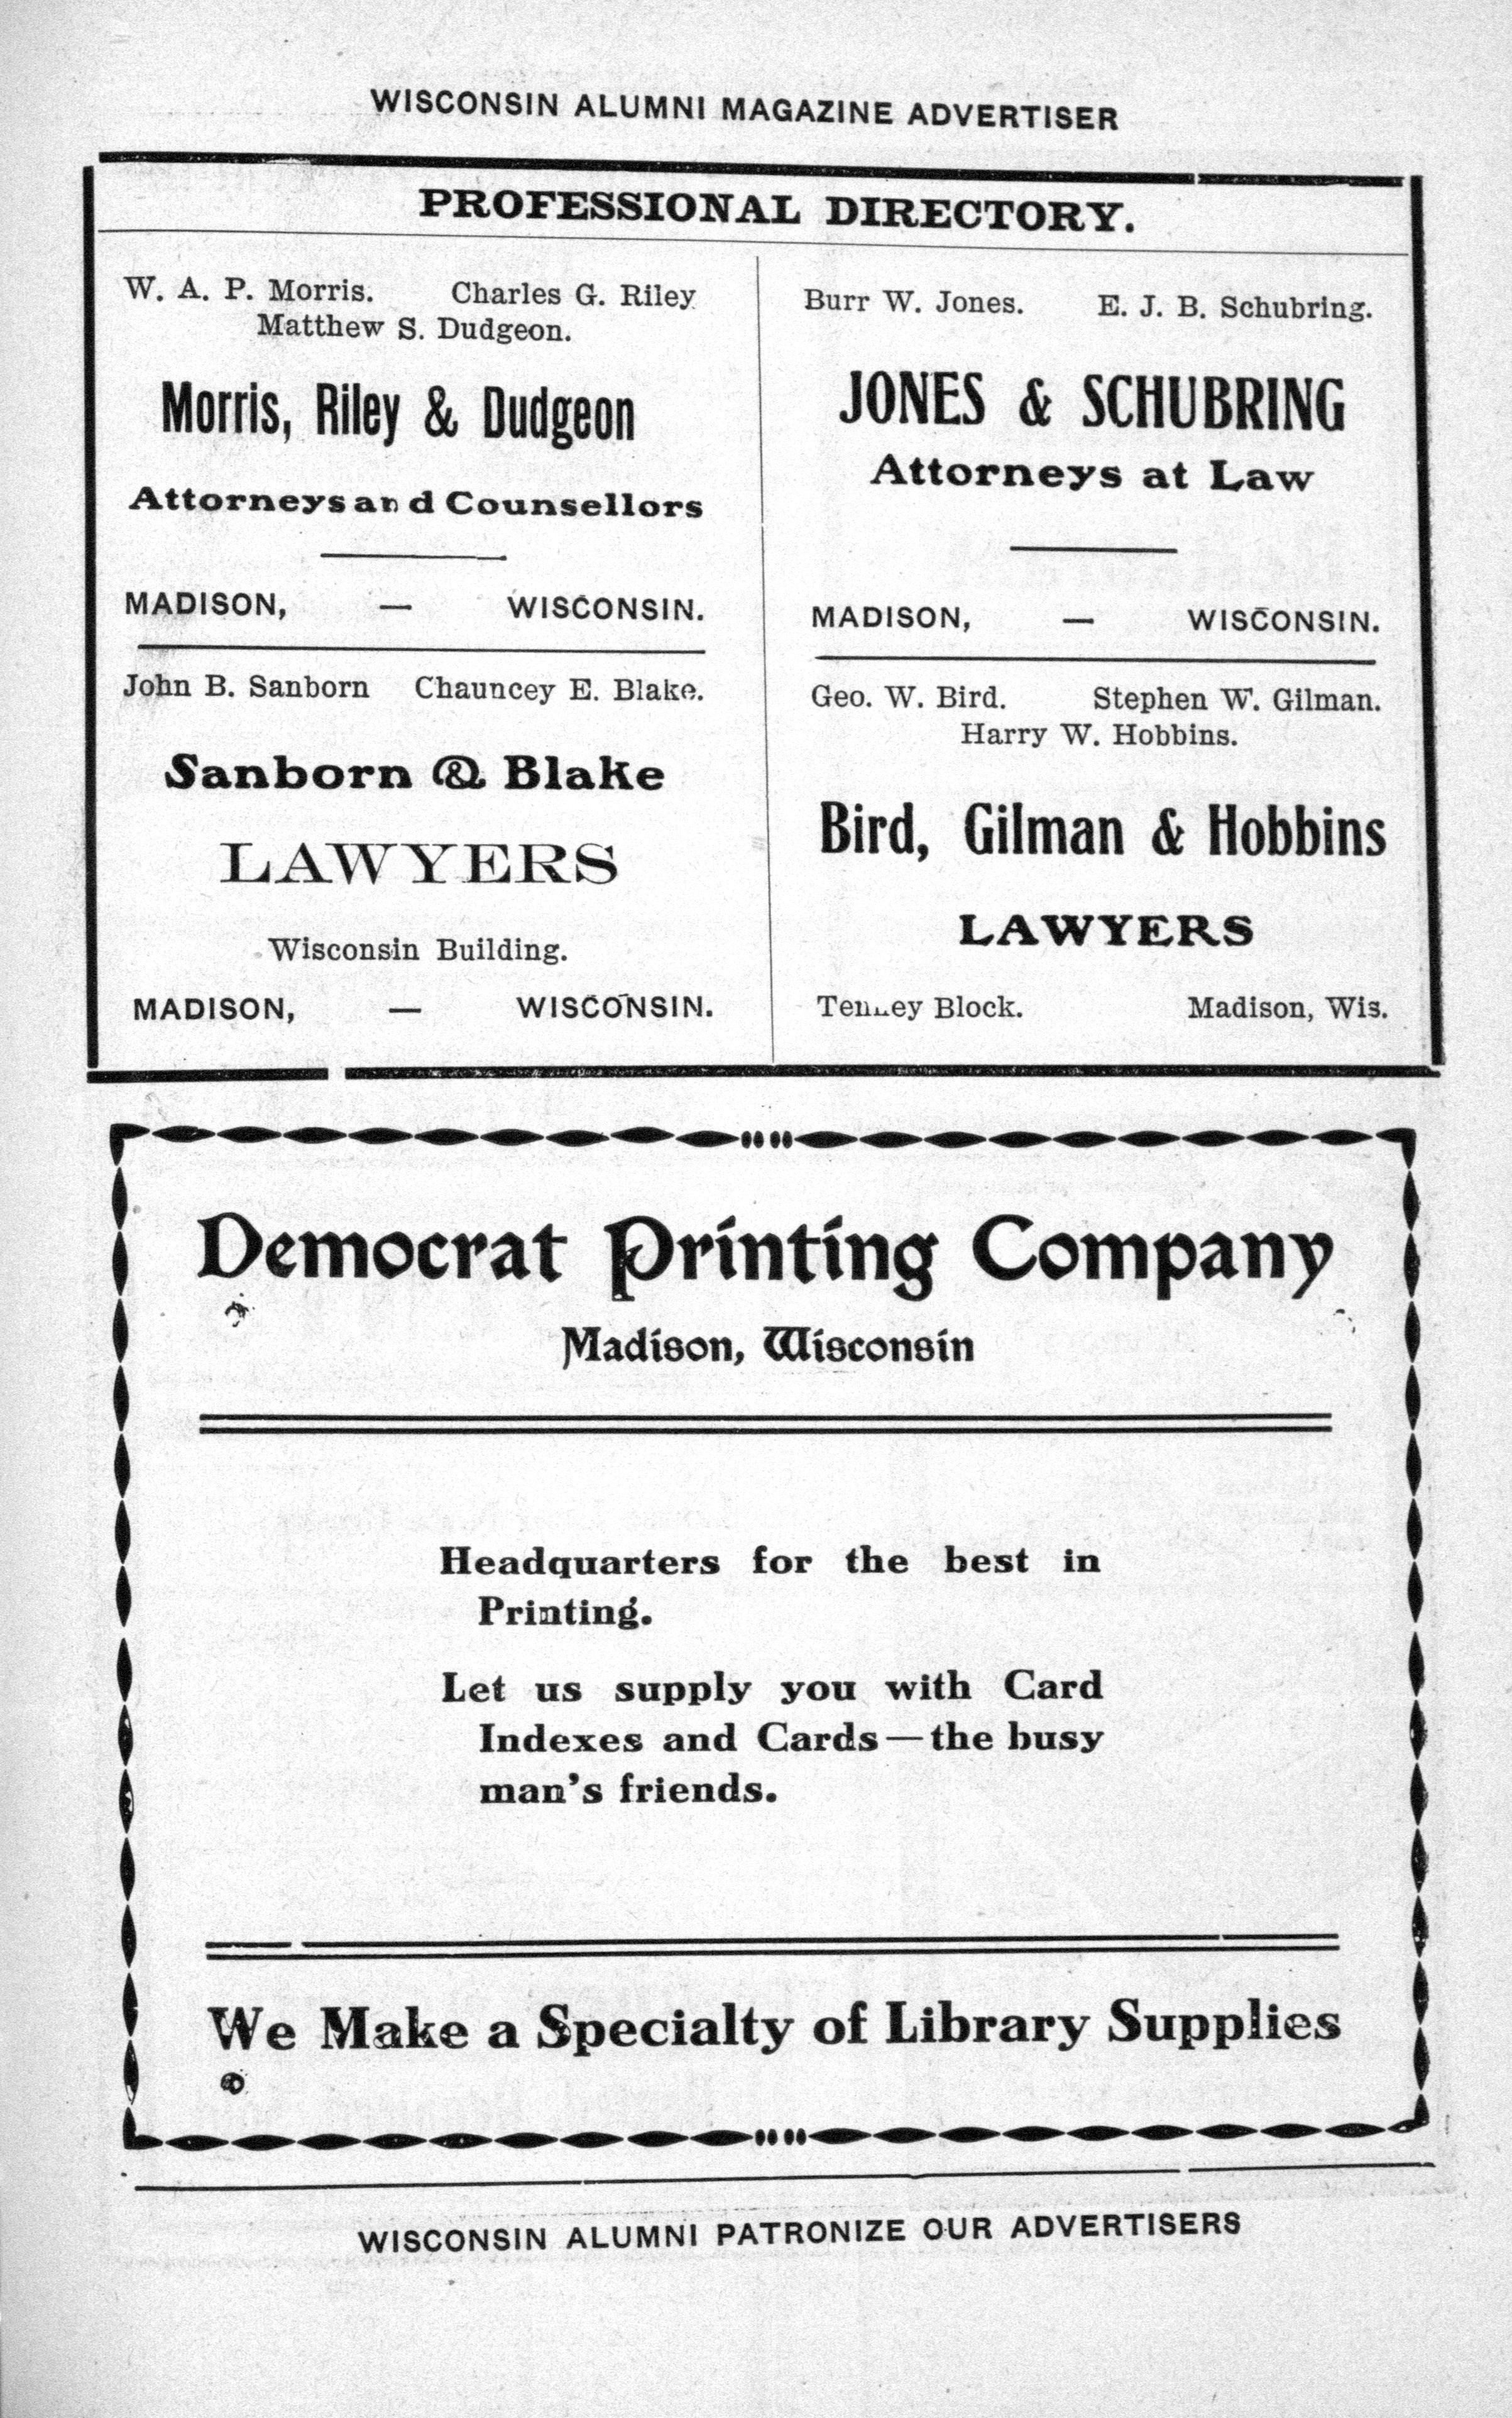 WISCONSIN ALUMNI MAGAZINE ADVERTISER
PROFESSIONAL DIRECTORY.
W. A. P. Morris. Charles G. Riley
Matthew S. Dudgeon.
Morris, Riley & Dudgeon
Attorneys and Counsellors
MADISON, — WISCONSIN.
John B. Sanborn Chauncey E. Blake.
Sanborn & Blake
LAWYERS
Wisconsin Building.
MADISON, — WISCONSIN.
Burr W. Jones. E. J. B. Schubring.
JONES & SCHUBRING
Attorneys at Law
MADISON, — WISCONSIN.
Geo. W. Bird. Stephen W. Gilman.
Harry W. Hobbins.
Bird, Gilman & Hobbins
LAWYERS
Tenney Block. Madison, Wis.
Democrat Printing Company
Madison, Wisconsin
Headquarters for the best in
Printing.
Let us supply you with Card
Indexes and Cards—the busy
man's friends.
We Make a Specialty of Library Supplies
WISCONSIN ALUMNI PATRONIZE OUR ADVERTISERS